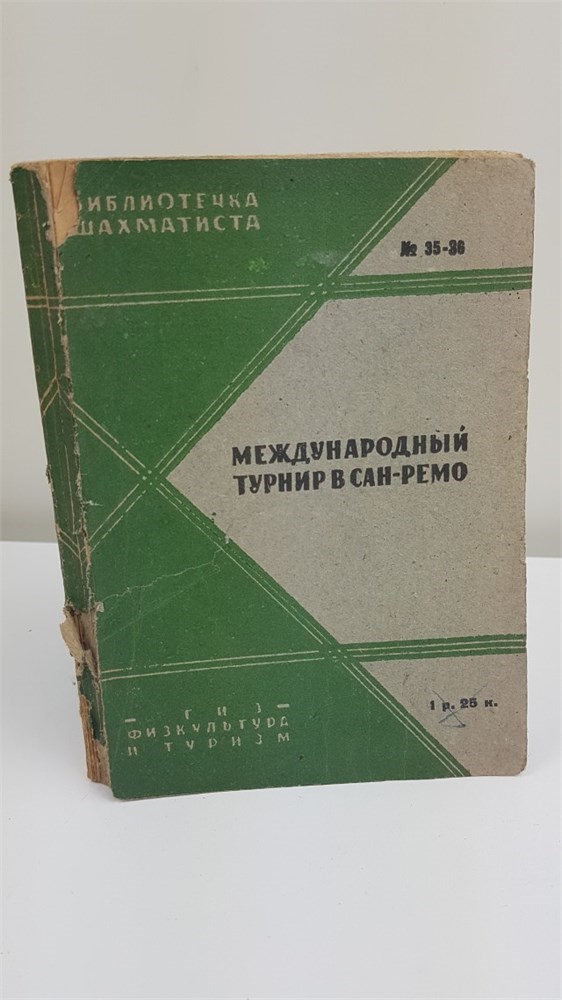 БИБЛИОТЕЧКА
ШАХМАТИСТА
№ 35-36
МЕЖДУНАРОДНЫЙ
ТУРНИР В САН-РЕМО
1 р. 25 к.
— ГИЗ —
ФИЗКУЛЬТУРА
И ТУРИЗМ